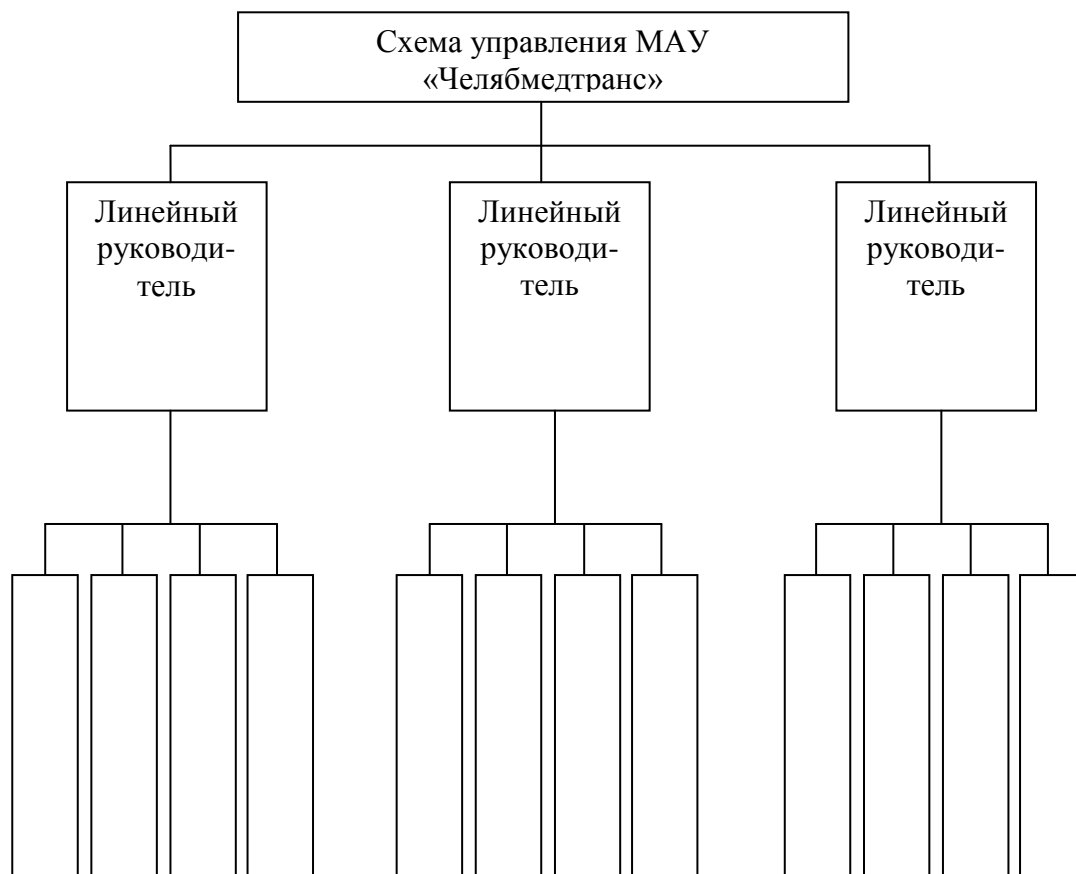 Схема управления МАУ
«Челябмедтранс»
Линейный
руководи-
тель
Линейный
руководи-
тель
Линейный
руководи-
тель